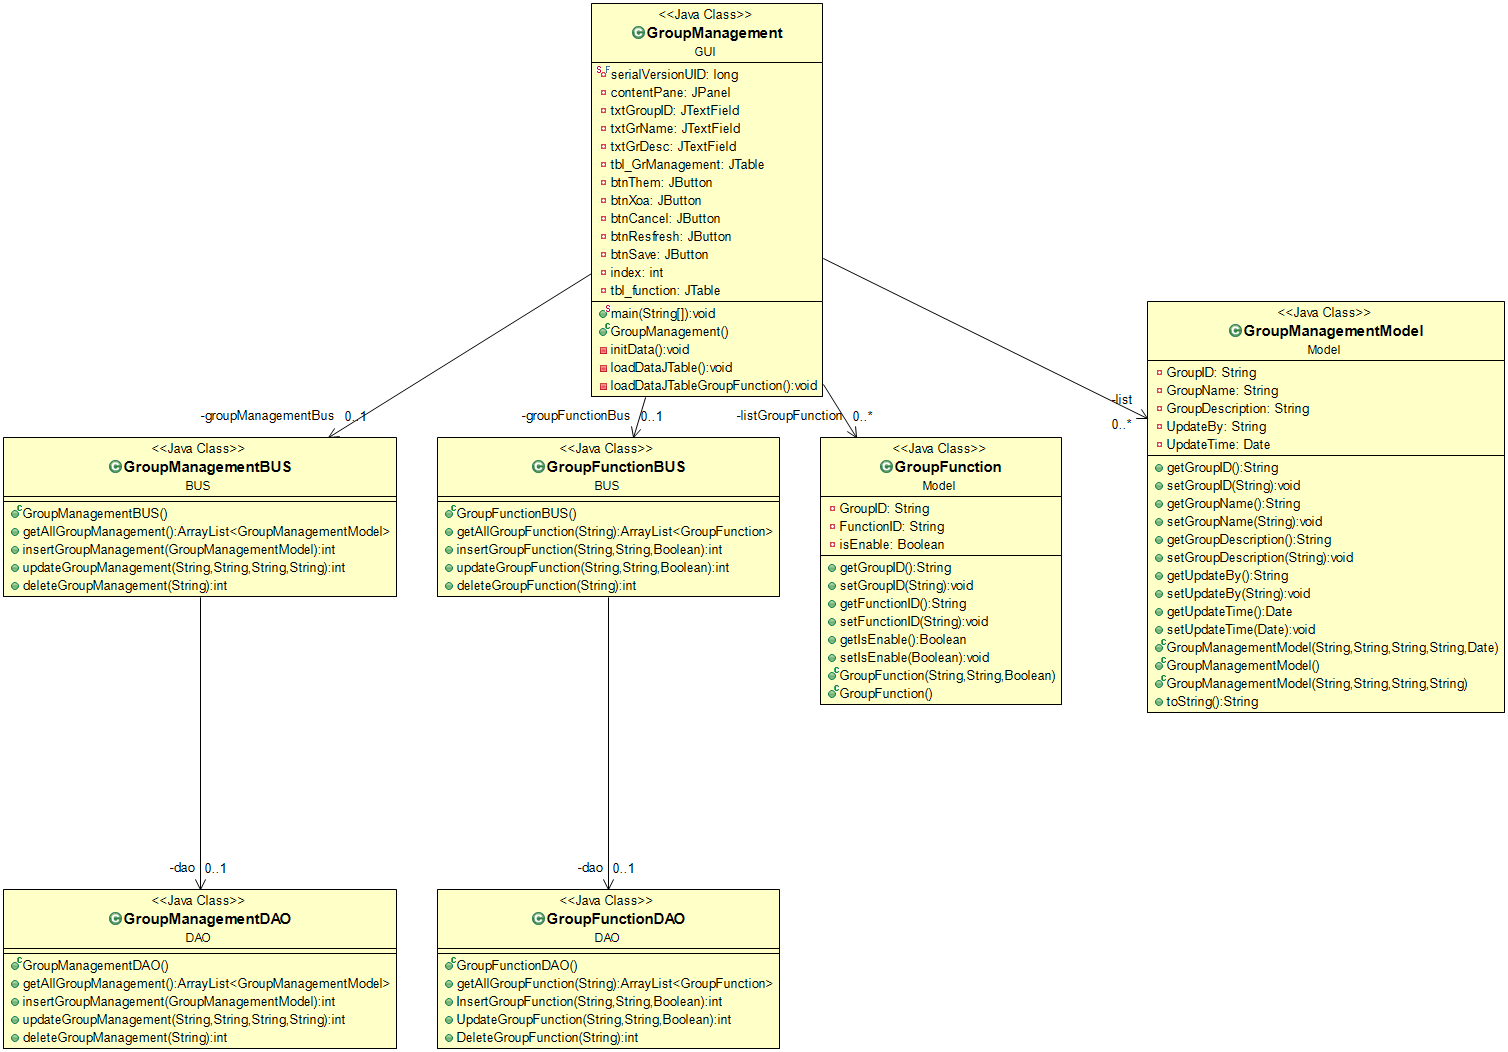 <<Java Class>>
GroupManagement
GUI
serialVersionUID: long
contentPane: JPanel
txtGroupID: JTextField
txtGrName: JTextField
txtGrDesc: JTextField
tbl_GrManagement: JTable
btnThem: JButton
btnXoa: JButton
btnCancel: JButton
btnResfresh: JButton
btnSave: JButton
index: int
tbl_function: JTable
main(String[]):void
GroupManagement()
initData():void
loadDataJTable():void
loadDataJTableGroupFunction():void
-groupManagementBus 0..1
-groupFunctionBus 0..1
-listGroupFunction 0..*
-list
0..*
<<Java Class>>
GroupManagementBUS
BUS
GroupManagementBUS()
getAllGroupManagement():ArrayList<GroupManagementModel>
insertGroupManagement(GroupManagementModel):int
updateGroupManagement(String,String,String,String):int
deleteGroupManagement(String):int
<<Java Class>>
GroupFunctionBUS
BUS
GroupFunctionBUS()
getAllGroupFunction(String):ArrayList<GroupFunction>
insertGroupFunction(String,String,Boolean):int
updateGroupFunction(String,String,Boolean):int
deleteGroupFunction(String):int
<<Java Class>>
GroupFunction
Model
GroupID: String
FunctionID: String
isEnable: Boolean
getGroupID():String
setGroupID(String):void
getFunctionID():String
setFunctionID(String):void
getIsEnable():Boolean
setIsEnable(Boolean):void
GroupFunction(String,String,Boolean)
GroupFunction()
<<Java Class>>
GroupManagementModel
Model
GroupID: String
GroupName: String
GroupDescription: String
UpdateBy: String
UpdateTime: Date
getGroupID():String
setGroupID(String):void
getGroupName():String
setGroupName(String):void
getGroupDescription():String
setGroupDescription(String):void
getUpdateBy():String
setUpdateBy(String):void
getUpdateTime():Date
setUpdateTime(Date):void
GroupManagementModel(String,String,String,String,Date)
GroupManagementModel()
GroupManagementModel(String,String,String,String)
toString():String
-dao 0..1
-dao 0..1
<<Java Class>>
GroupManagementDAO
DAO
GroupManagementDAO()
getAllGroupManagement():ArrayList<GroupManagementModel>
insertGroupManagement(GroupManagementModel):int
updateGroupManagement(String,String,String,String):int
deleteGroupManagement(String):int
<<Java Class>>
GroupFunctionDAO
DAO
GroupFunctionDAO()
getAllGroupFunction(String):ArrayList<GroupFunction>
InsertGroupFunction(String,String,Boolean):int
UpdateGroupFunction(String,String,Boolean):int
DeleteGroupFunction(String):int